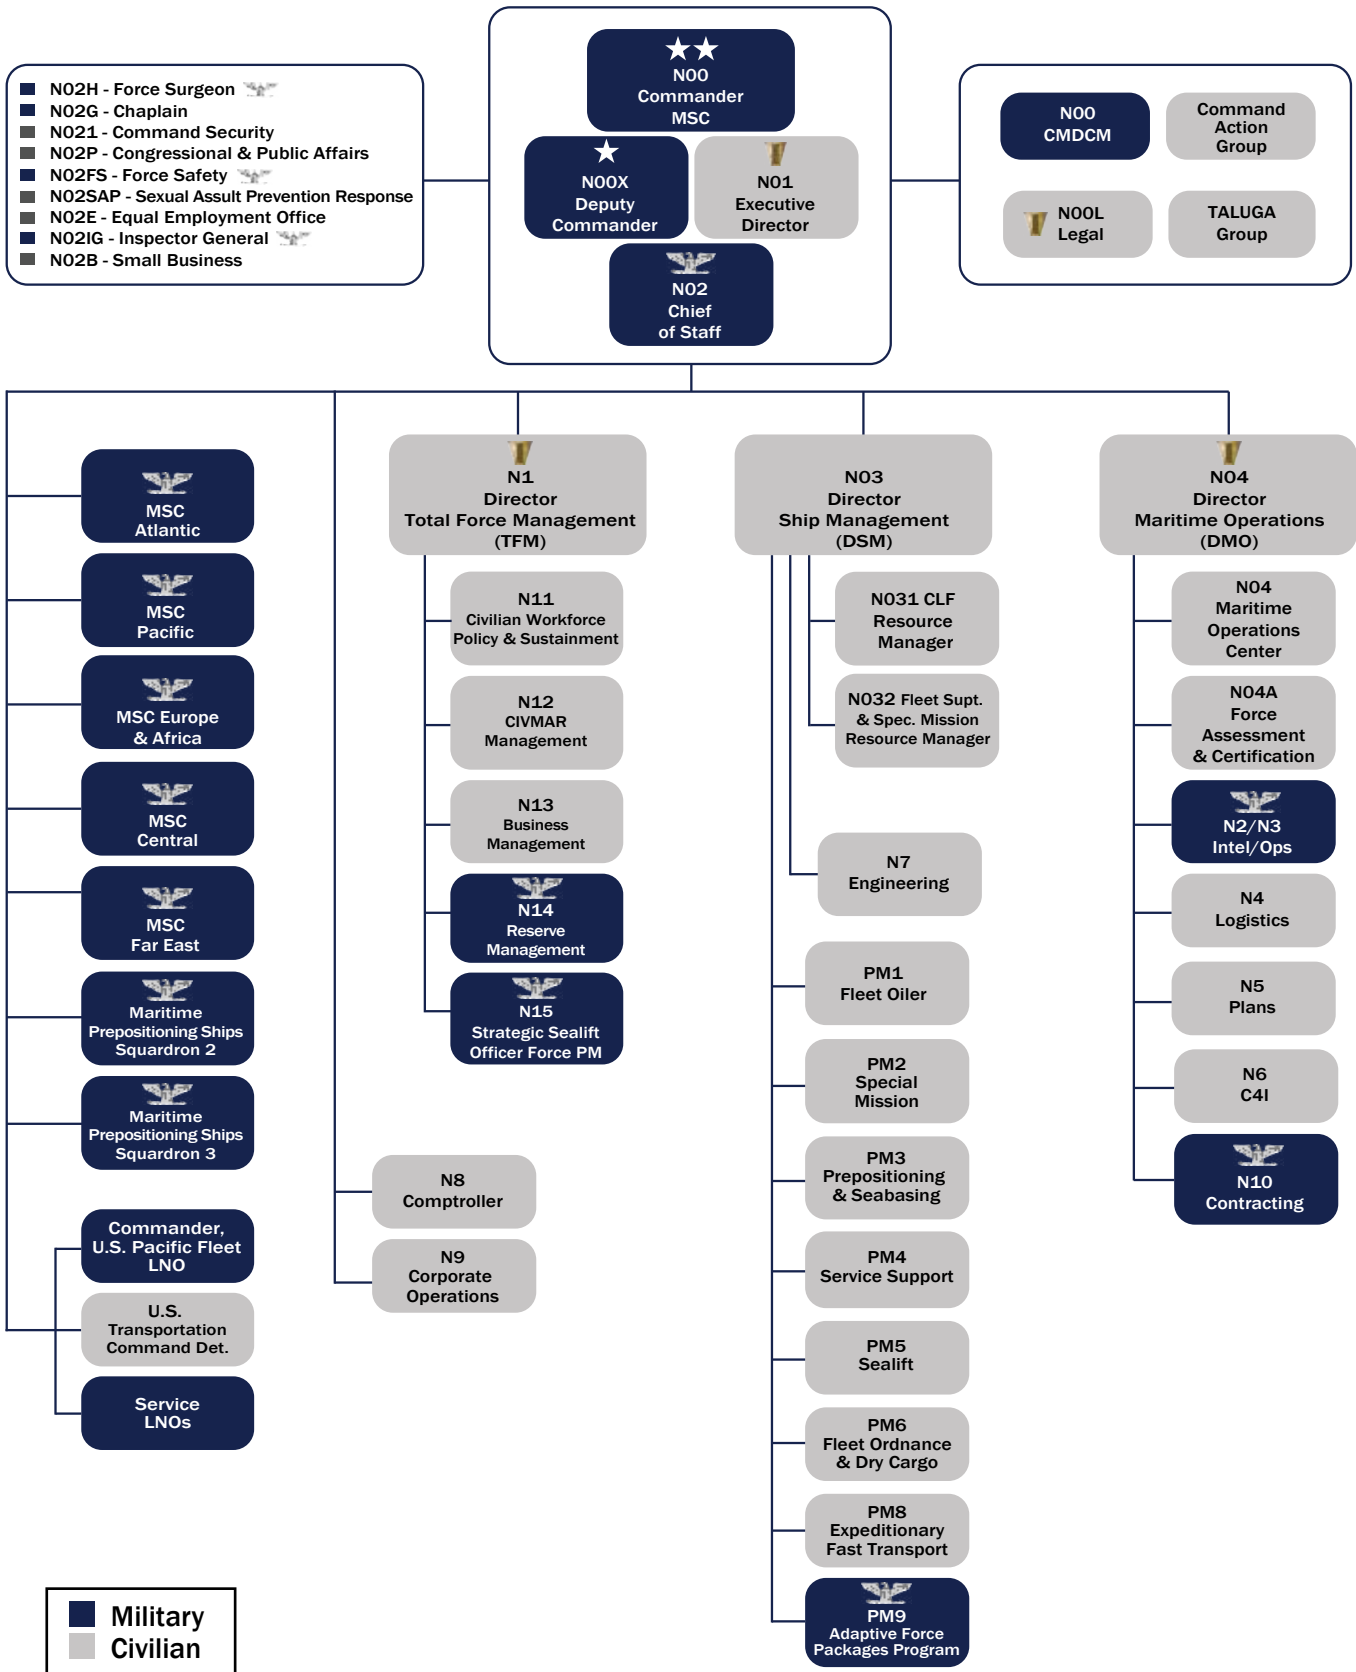 N02H - Force Surgeon
N02G - Chaplain
N021 - Command Security
N02P - Congressional & Public Affairs
N02FS - Force Safety
N02SAP - Sexual Assult Prevention Response
N02E - Equal Employment Office
N02IG - Inspector General
N02B - Small Business
N00
Commander
MSC
N00X
Deputy
Commander
N01
Executive
Director
N02
Chief
of Staff
N00
CMDCM
Command
Action
Group
N00L
Legal
TALUGA
Group
MSC
Atlantic
MSC
Pacific
MSC Europe
& Africa
MSC
Central
MSC
Far East
Maritime
Prepositioning Ships
Squardron 2
Maritime
Prepositioning Ships
Squardron 3
Commander,
U.S. Pacific Fleet
LNO
U.S.
Transportation
Command Det.
Service
LNOs
N8
Comptroller
N9
Corporate
Operations
N1
Director
Total Force Management
(TFM)
N11
Civilian Workforce
Policy & Sustainment
N12
CIVMAR
Management
N13
Business
Management
N14
Reserve
Management
N15
Strategic Sealift
Officer Force PM
N03
Director
Ship Management
(DSM)
N031 CLF
Resource
Manager
N032 Fleet Supt.
& Spec. Mission
Resource Manager
N7
Engineering
PM1
Fleet Oiler
PM2
Special
Mission
PM3
Prepositioning
& Seabasing
PM4
Service Support
PM5
Sealift
PM6
Fleet Ordnance
& Dry Cargo
PM8
Expeditionary
Fast Transport
PM9
Adaptive Force
Packages Program
N04
Director
Maritime Operations
(DMO)
N04
Maritime
Operations
Center
N04A
Force
Assessment
& Certification
N2/N3
Intel/Ops
N4
Logistics
N5
Plans
N6
C4I
N10
Contracting
Military
Civilian